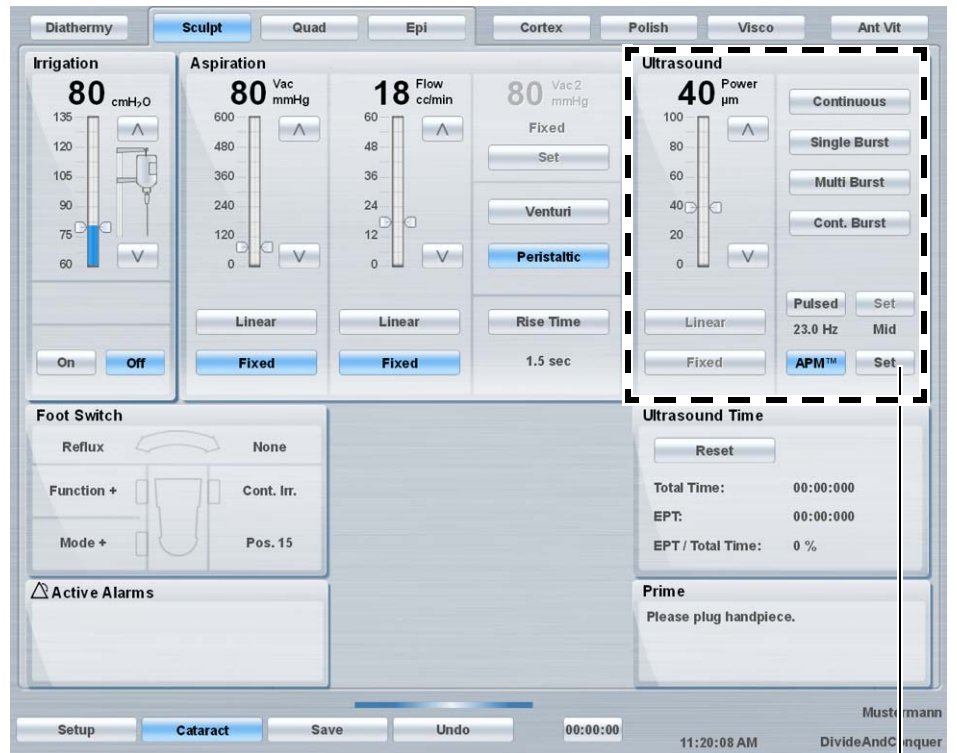 Diathermy Sculpt Quad Epi Cortex Polish Visco Ant Vit
Irrigation
80 cmH₂O
135
120
105
90
75
60
On Off
Aspiration
80 Vac mmHg
600
480
360
240
120
0
Linear
Fixed
18 Flow cc/min
60
48
36
24
12
0
Linear
Fixed
80 Vac 2 mmHg
Fixed
Set
Venturi
Peristaltic
Rise Time
1.5 sec
Ultrasound
40 Power µm
100
80
60
40
20
0
Linear
Fixed
Continuous
Single Burst
Multi Burst
Cont. Burst
Pulsed Set
23.0 Hz Mid
APM™ Set
Foot Switch
Reflux None
Function + Cont. Irr.
Mode + Pos. 15
Ultrasound Time
Reset
Total Time: 00:00:000
EPT: 00:00:000
EPT / Total Time: 0 %
Active Alarms
Prime
Please plug handpiece.
Setup Cataract Save Undo 00:00:00
Mustermann
11:20:08 AM DivideAndConquer